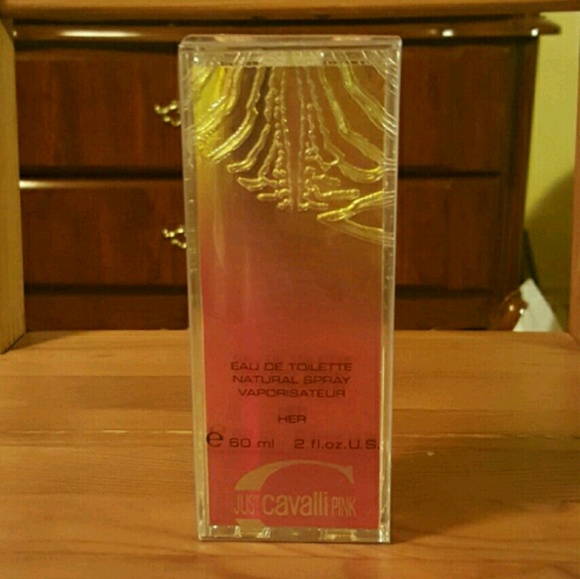 EAU DE TOILETTE
NATURAL SPRAY
VAPORISATEUR
HER
e 60 ml 2 fl.oz.U.S.
JUST cavalli PINK